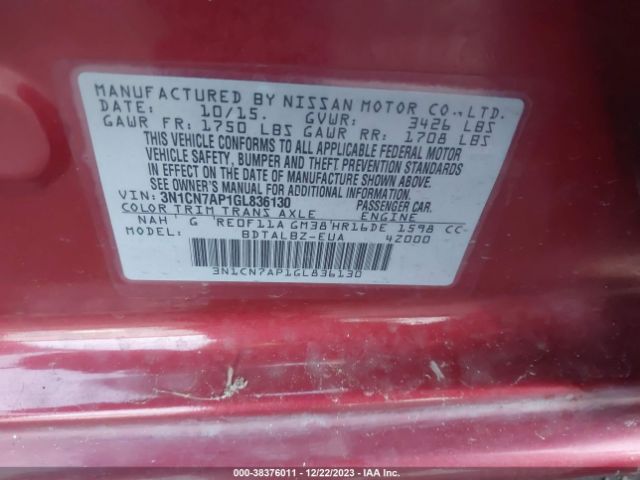 MANUFACTURED BY NISSAN MOTOR CO., LTD.
DATE: 10/15. GVWR: 3426 LBS
GAWR FR: 1750 LBS GAWR RR: 1708 LBS
THIS VEHICLE CONFORMS TO ALL APPLICABLE FEDERAL MOTOR
VEHICLE SAFETY, BUMPER AND THEFT PREVENTION STANDARDS
IN EFFECT ON THE DATE OF MANUFACTURE SHOWN ABOVE.
SEE OWNER'S MANUAL FOR ADDITIONAL INFORMATION.
VIN: 3N1CN7AP1GL836130 PASSENGER CAR.
COLOR TRIM TRANS AXLE ENGINE
NAH G RE0F11A GM38 HR16DE 1598 CC
BDTALBZ-EUA 42000
3N1CN7AP1GL836130
000-38376011 - 12/22/2023 - IAAI.COM